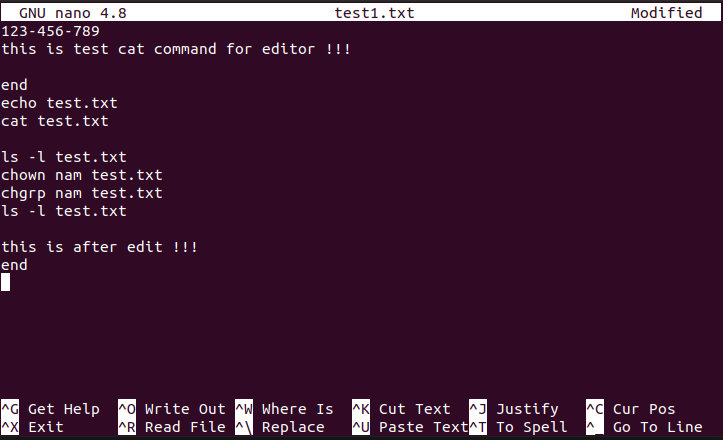 GNU nano 4.8 test1.txt Modified
123-456-789
this is test cat command for editor !!!
end
echo test.txt
cat test.txt
ls -l test.txt
chown nam test.txt
chgrp nam test.txt
ls -l test.txt
this is after edit !!!
end
^G Get Help ^O Write Out ^W Where Is ^K Cut Text ^J Justify ^C Cur Pos
^X Exit ^R Read File ^\ Replace ^U Paste Text ^T To Spell ^_ Go To Line